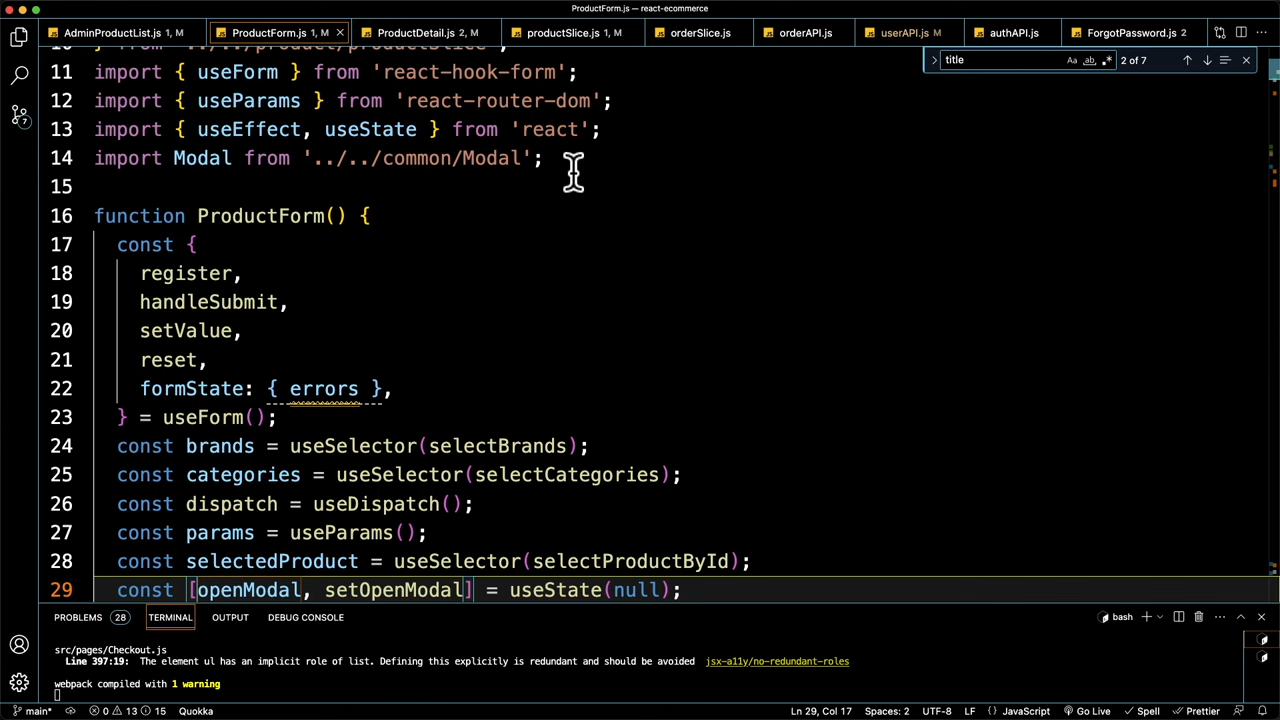 ProductForm.js — react-ecommerce
AdminProductList.js 1, M
ProductForm.js 1, M
ProductDetail.js 2, M
productSlice.js 1, M
orderSlice.js
orderAPI.js
userAPI.js M
authAPI.js
ForgotPassword.js 2
title
Aa
ab
2 of 7
10 } from '../../product/productSlice';
11 import { useForm } from 'react-hook-form';
12 import { useParams } from 'react-router-dom';
13 import { useEffect, useState } from 'react';
14 import Modal from '../../common/Modal';
15
16 function ProductForm() {
17 const {
18 register,
19 handleSubmit,
20 setValue,
21 reset,
22 formState: { errors },
23 } = useForm();
24 const brands = useSelector(selectBrands);
25 const categories = useSelector(selectCategories);
26 const dispatch = useDispatch();
27 const params = useParams();
28 const selectedProduct = useSelector(selectProductById);
29 const [openModal, setOpenModal] = useState(null);
7
PROBLEMS 28 TERMINAL OUTPUT DEBUG CONSOLE
bash
src/pages/Checkout.js
Line 397:19: The element ul has an implicit role of list. Defining this explicitly is redundant and should be avoided jsx-a11y/no-redundant-roles
webpack compiled with 1 warning
main* 0 13 15 Quokka
Ln 29, Col 17 Spaces: 2 UTF-8 LF {} JavaScript Go Live Spell Prettier